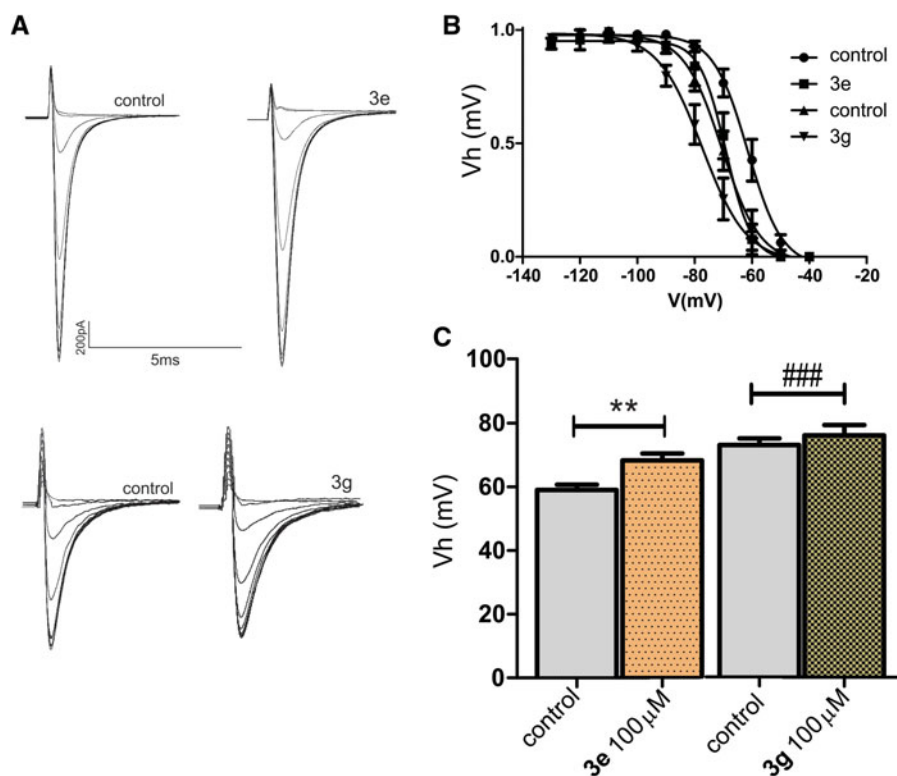 A
control
3e
200pA
5ms
control
3g
B
Vh (mV)
1.0
0.5
0.0
-140
-120
-100
-80
-60
-40
-20
V(mV)
control
3e
control
3g
C
Vh (mV)
100
80
60
40
20
0
**
###
control
3e 100μM
control
3g 100μM